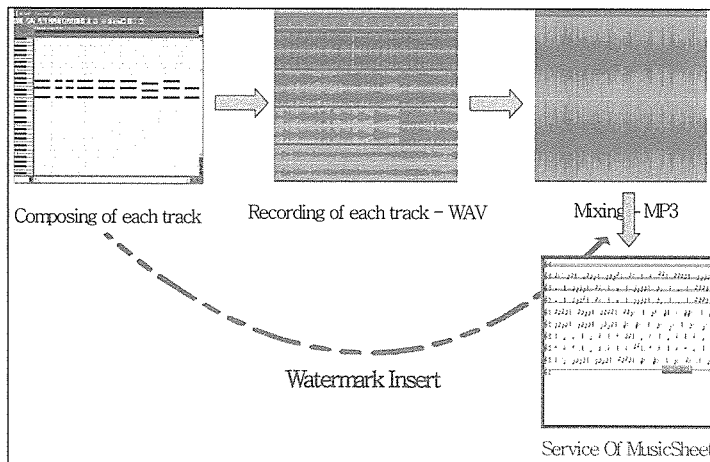 Composing of each track
Recording of each track - WAV
Mixing - MP3
Watermark Insert
Service Of MusicSheet